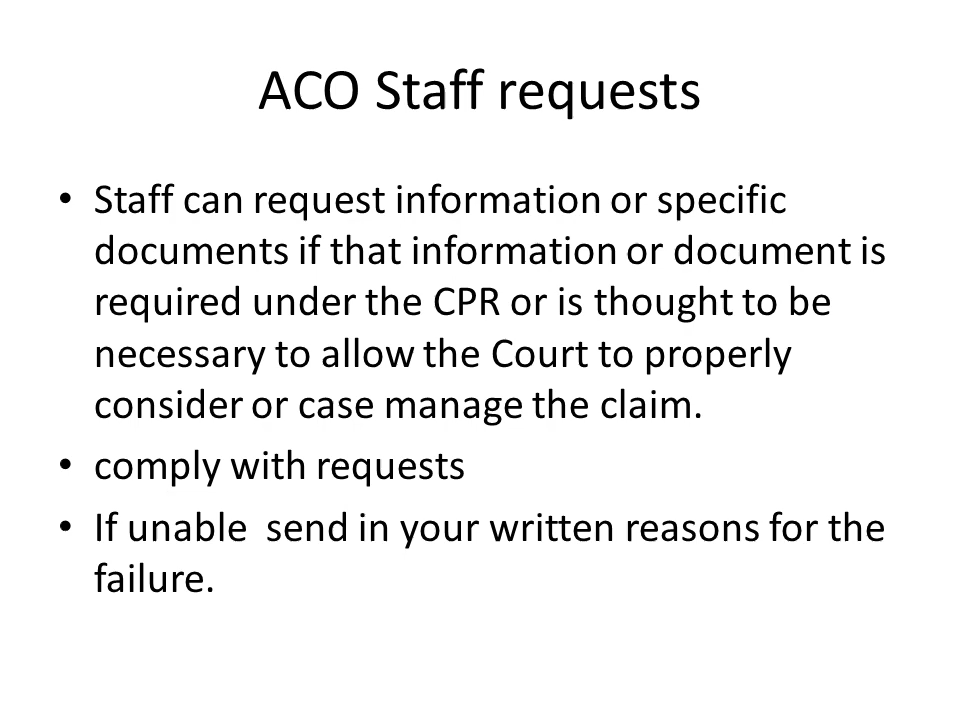 ACO Staff requests
• Staff can request information or specific
documents if that information or document is
required under the CPR or is thought to be
necessary to allow the Court to properly
consider or case manage the claim.
• comply with requests
• If unable  send in your written reasons for the
failure.